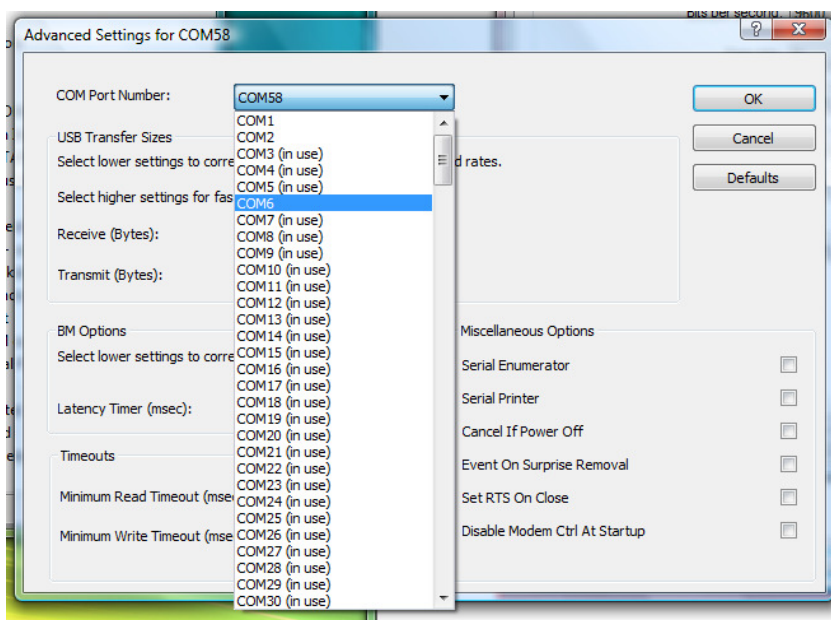 Bits per second: 9600
Advanced Settings for COM58
COM Port Number:
COM58
OK
Cancel
Defaults
COM1
COM2
COM3 (in use)
COM4 (in use)
COM5 (in use)
COM6
COM7 (in use)
COM8 (in use)
COM9 (in use)
COM10 (in use)
COM11 (in use)
COM12 (in use)
COM13 (in use)
COM14 (in use)
COM15 (in use)
COM16 (in use)
COM17 (in use)
COM18 (in use)
COM19 (in use)
COM20 (in use)
COM21 (in use)
COM22 (in use)
COM23 (in use)
COM24 (in use)
COM25 (in use)
COM26 (in use)
COM27 (in use)
COM28 (in use)
COM29 (in use)
COM30 (in use)
USB Transfer Sizes
Select lower settings to corre
d rates.
Select higher settings for fas
Receive (Bytes):
Transmit (Bytes):
BM Options
Select lower settings to corre
Latency Timer (msec):
Timeouts
Minimum Read Timeout (mse
Minimum Write Timeout (mse
Miscellaneous Options
Serial Enumerator
Serial Printer
Cancel If Power Off
Event On Surprise Removal
Set RTS On Close
Disable Modem Ctrl At Startup